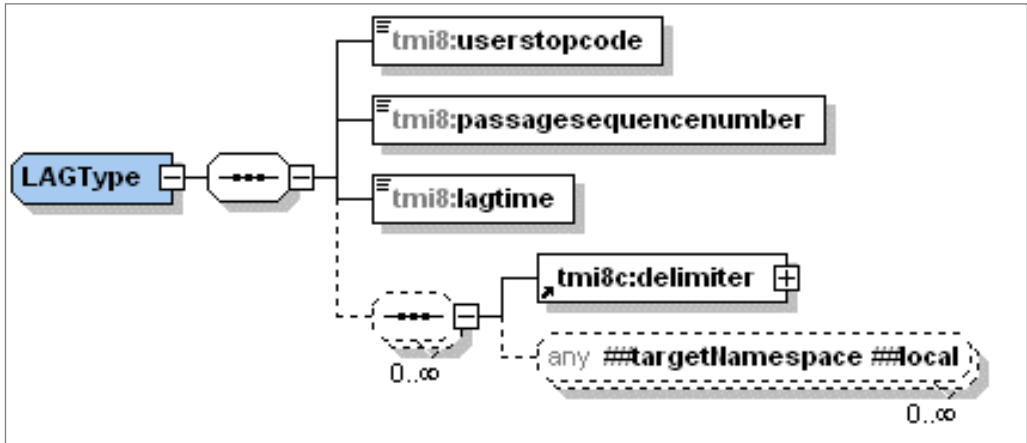 tmi8:userstopcode
tmi8:passagesequencenumber
LAGType
tmi8:lagtime
tmi8c:delimiter
any ##targetNamespace ##local
0..∞
0..∞